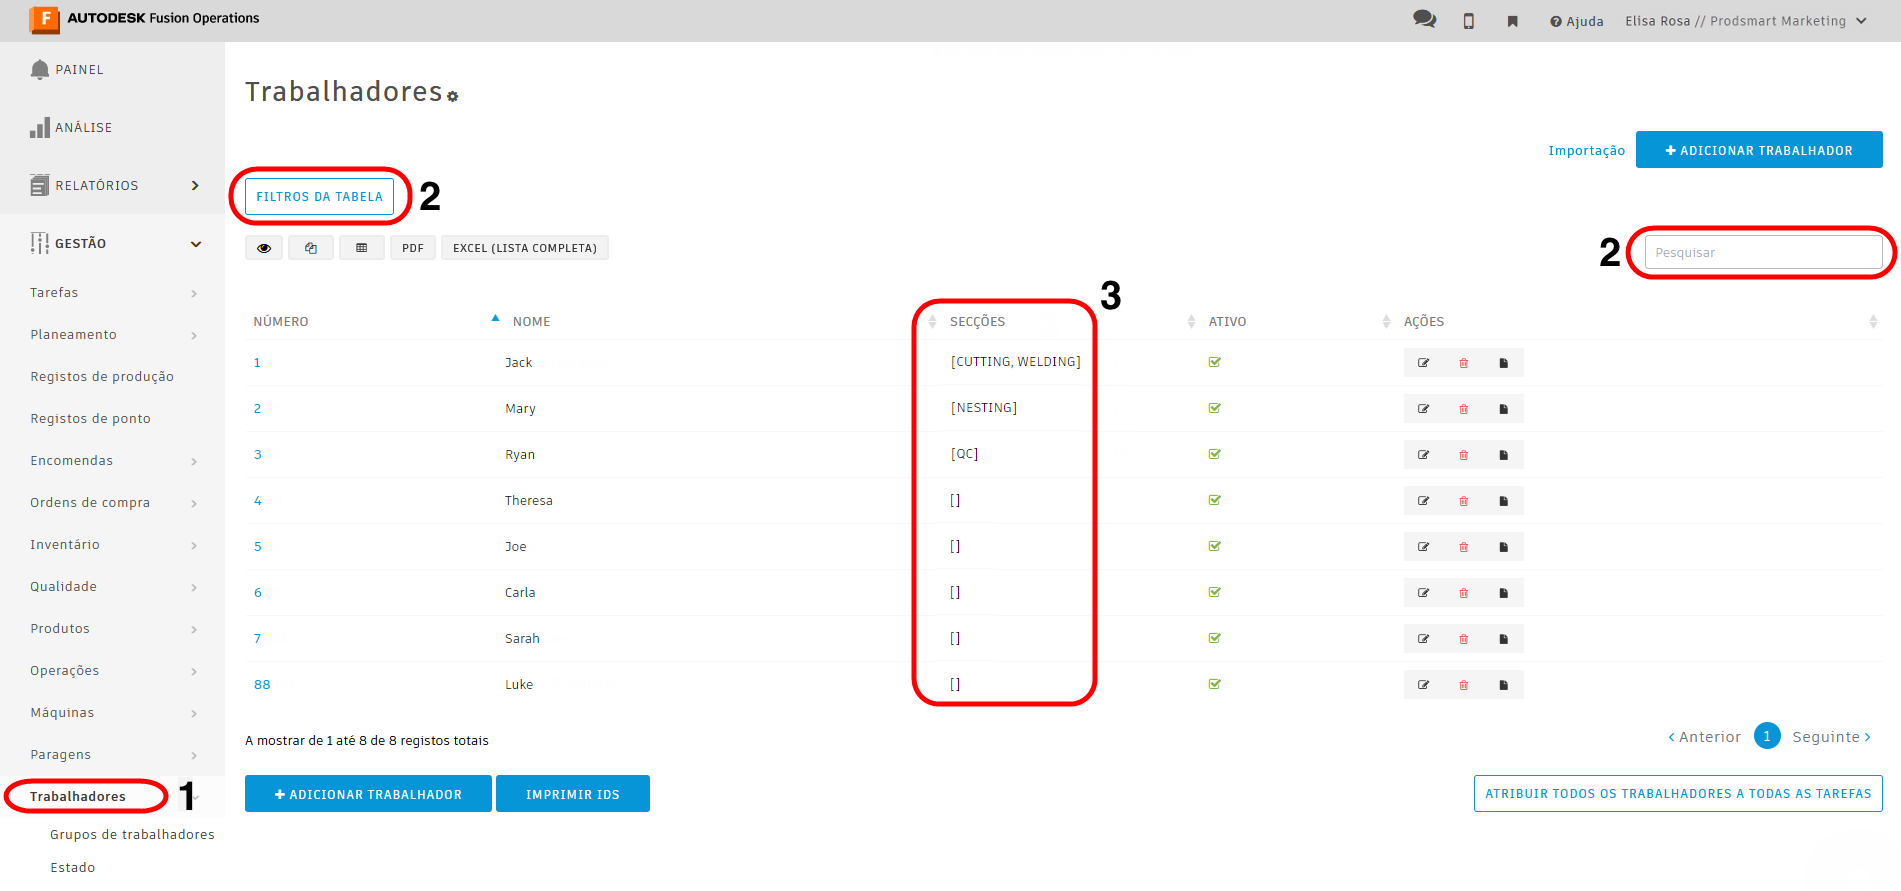 F AUTODESK Fusion Operations
Ajuda
Elisa Rosa // Prodsmart Marketing
PAINEL
ANÁLISE
RELATÓRIOS
GESTÃO
Tarefas
Planeamento
Registos de produção
Registos de ponto
Encomendas
Ordens de compra
Inventário
Qualidade
Produtos
Operações
Máquinas
Paragens
Trabalhadores 1
Grupos de trabalhadores
Estado
Trabalhadores
Importação
ADICIONAR TRABALHADOR
FILTROS DA TABELA 2
PDF EXCEL (LISTA COMPLETA)
2 Pesquisar
3
NÚMERO NOME SECÇÕES ATIVO AÇÕES
1 Jack [CUTTING, WELDING]
2 Mary [NESTING]
3 Ryan [QC]
4 Theresa []
5 Joe []
6 Carla []
7 Sarah []
88 Luke []
A mostrar de 1 até 8 de 8 registos totais
Anterior 1 Seguinte
ADICIONAR TRABALHADOR IMPRIMIR IDS
ATRIBUIR TODOS OS TRABALHADORES A TODAS AS TAREFAS